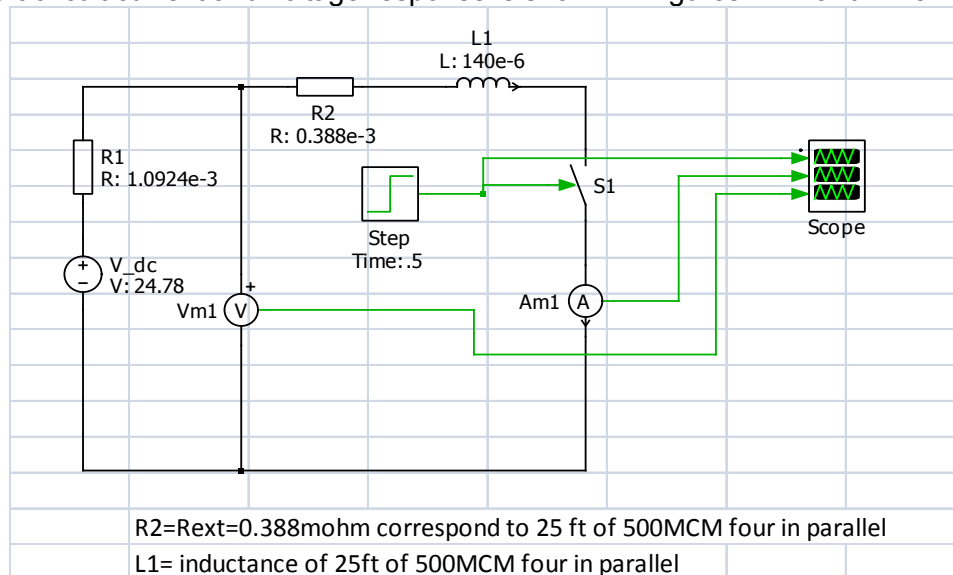 L1
L: 140e-6
R2
R: 0.388e-3
R1
R: 1.0924e-3
S1
Step
Time:.5
Scope
V_dc
V: 24.78
+
−
Vm1
+
V
Am1
A
R2=Rext=0.388mohm correspond to 25 ft of 500MCM four in parallel
L1= inductance of 25ft of 500MCM four in parallel